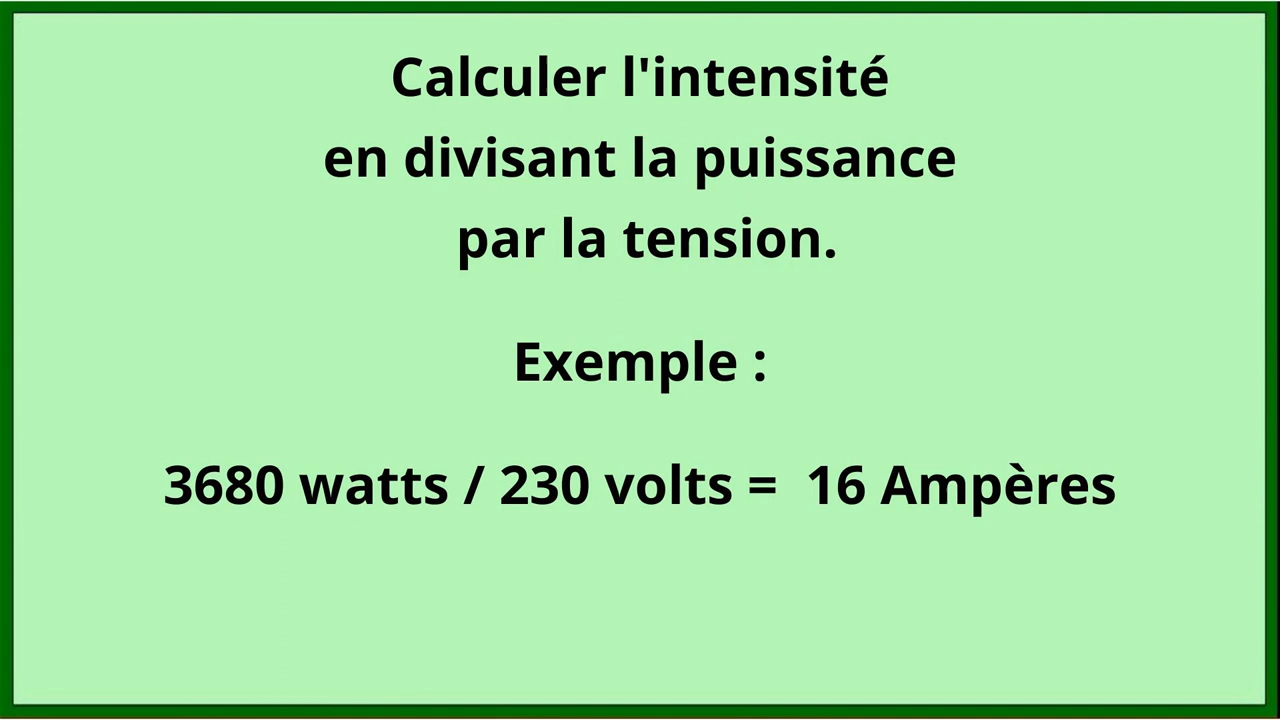 Calculer l'intensité
en divisant la puissance
par la tension.
Exemple :
3680 watts / 230 volts =  16 Ampères